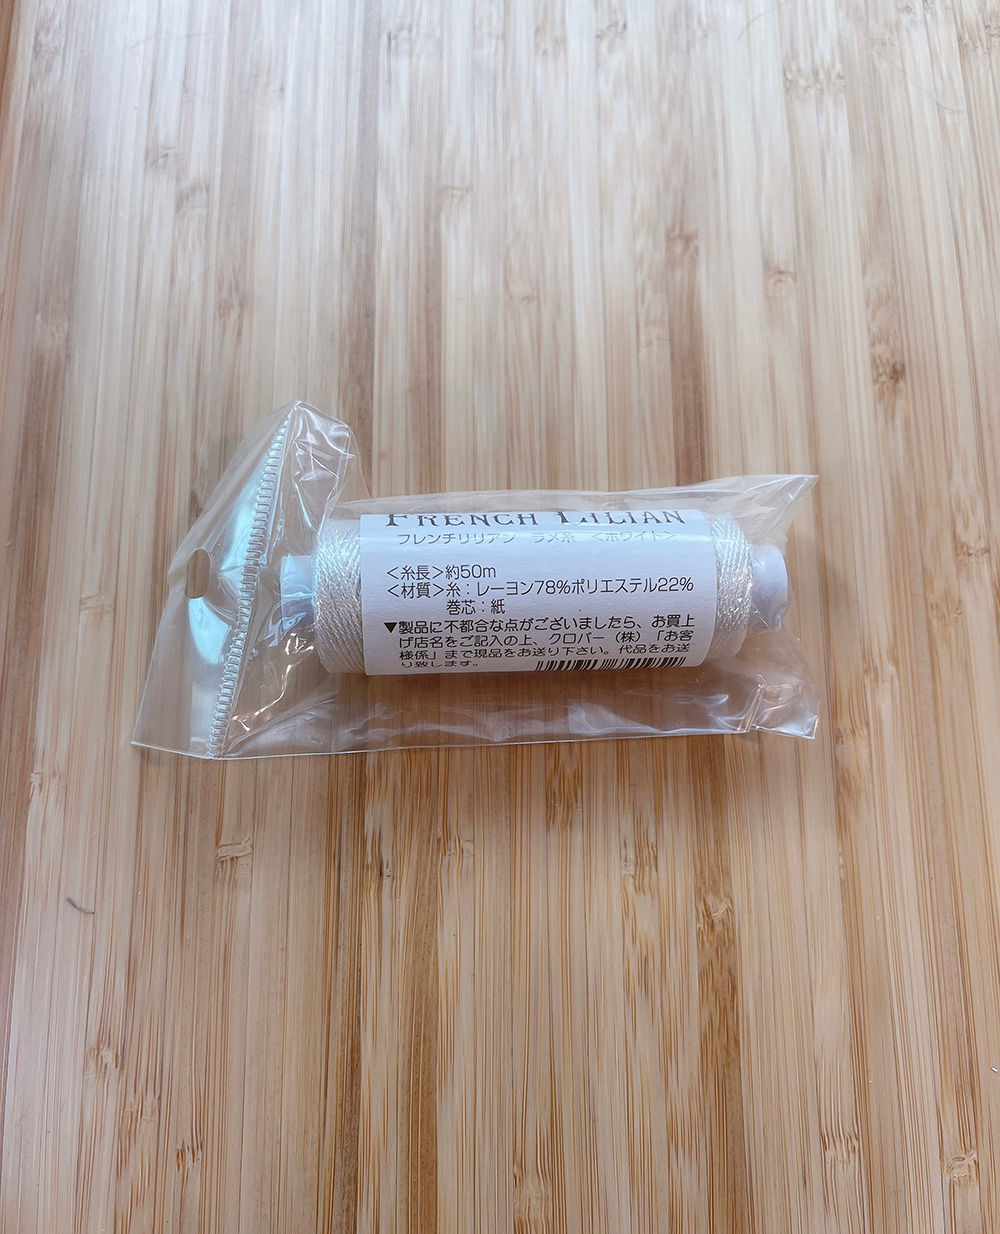 FRENCH LILIAN
フレンチリリアン ラメ糸 <ホワイト>
<糸長>約50m
<材質>糸:レーヨン78%ポリエステル22%
巻芯:紙
▼製品に不都合な点がございましたら、お買上
げ店名をご記入の上、クロバー(株)「お客
様係」まで現品をお送り下さい。代品をお送
り致します。